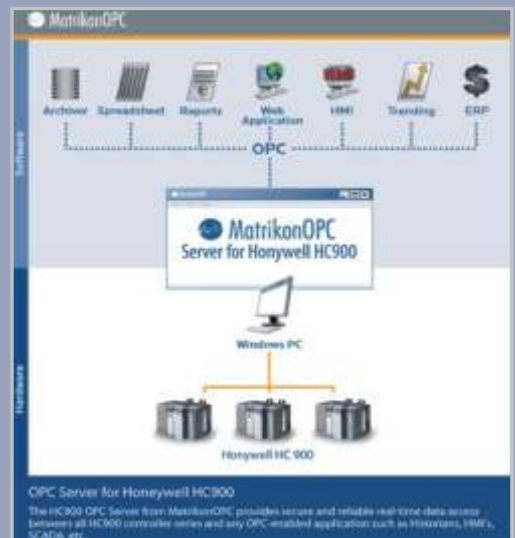 MatrikonOPC
Software
Archiver Spreadsheet Reports Web Application HMI Trending ERP
OPC
MatrikonOPC
Server for Honywell HC900
Hardware
Windows PC
Honywell HC 900
OPC Server for Honeywell HC900
The HC900 OPC Server from MatrikonOPC provides secure and reliable real-time data access
between all HC900 controller series and any OPC-enabled application such as Historians, HMI's,
SCADA, etc.